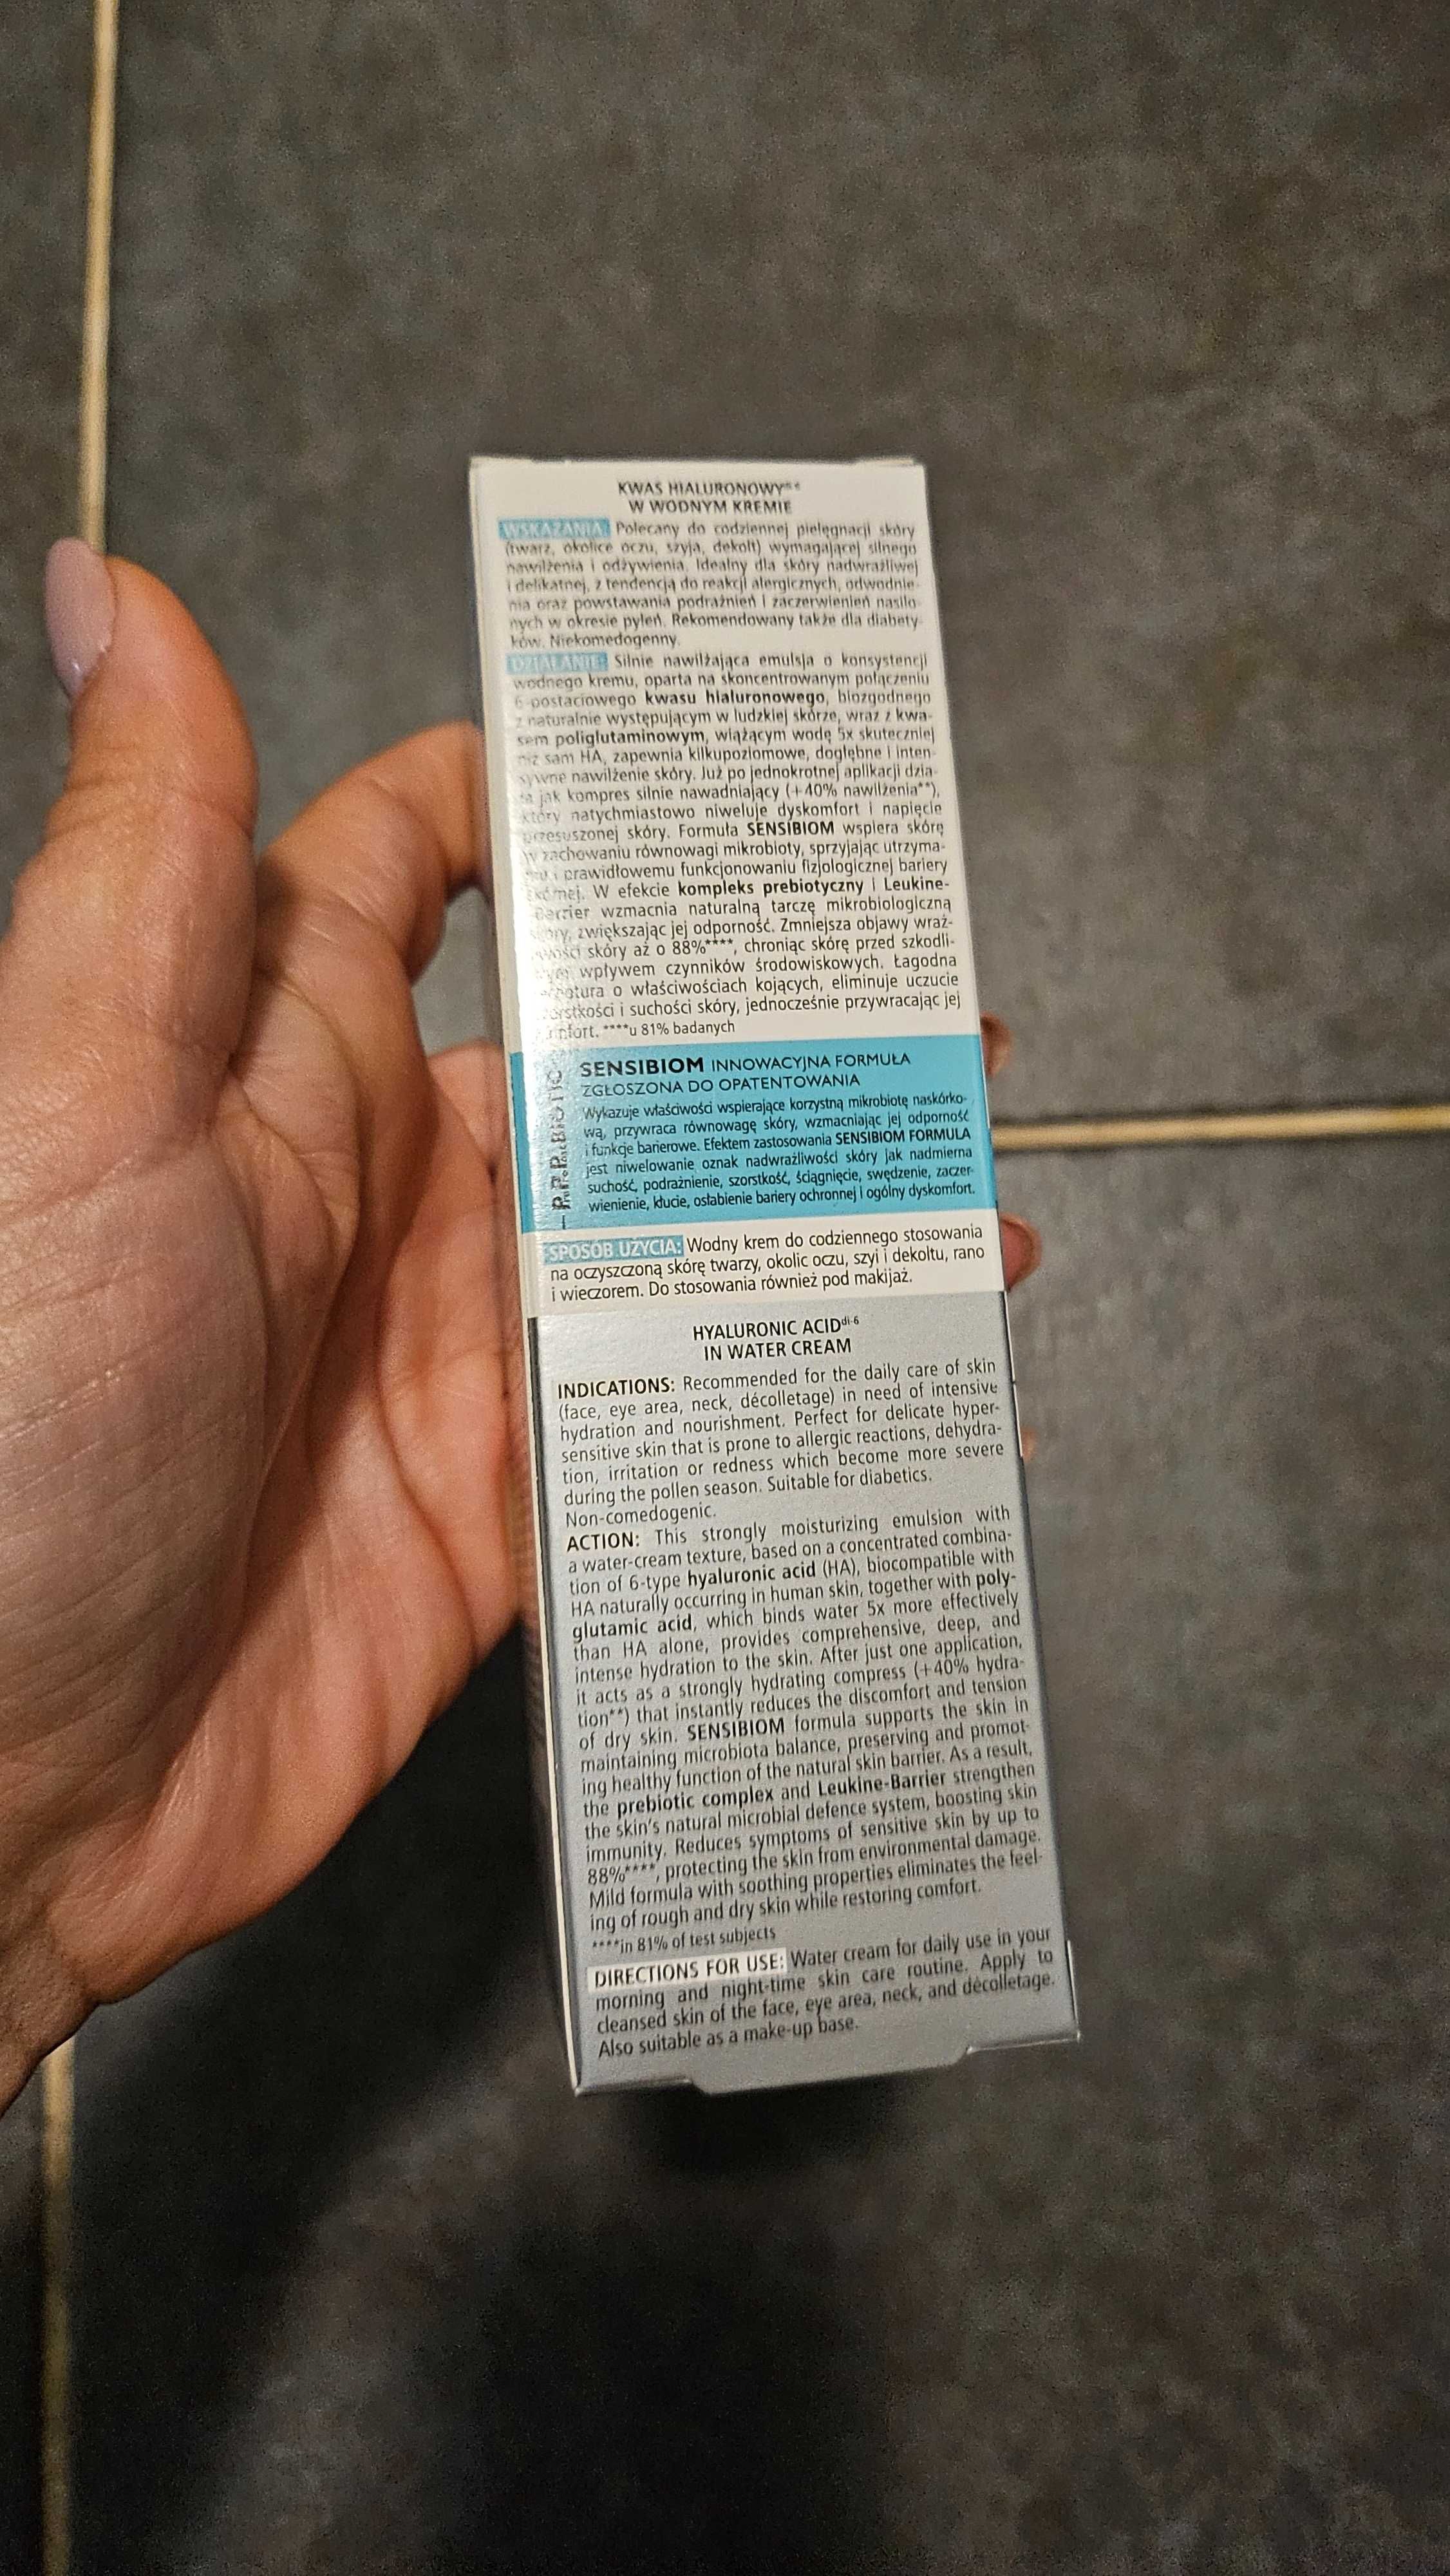 KWAS HIALURONOWY
W WODNYM KREMIE
WSKAZANIA: Polecany do codziennej pielęgnacji skóry
(twarz, okolice oczu, szyja, dekolt) wymagającej silnego
nawilżenia i odżywienia. Idealny dla skóry nadwrażliwej
i delikatnej, z tendencją do reakcji alergicznych, odwodnie-
nia oraz powstawania podrażnień i zaczerwienień nasilo-
nych w okresie pyleń. Rekomendowany także dla diabety-
ków. Niekomedogenny.
DZIAŁANIE: Silnie nawilżająca emulsja o konsystencji
wodnego kremu, oparta na skoncentrowanym połączeniu
6-postaciowego kwasu hialuronowego, biozgodnego
z naturalnie występującym w ludzkiej skórze, wraz z kwa-
sem poliglutaminowym, wiążącym wodę 5x skuteczniej
niż sam HA, zapewnia kilkupoziomowe, dogłębne i inten-
sywne nawilżenie skóry. Już po jednokrotnej aplikacji dzia-
ła jak kompres silnie nawadniający (+40% nawilżenia**),
który natychmiastowo niweluje dyskomfort i napięcie
przesuszonej skóry. Formuła SENSIBIOM wspiera skórę
w zachowaniu równowagi mikrobioty, sprzyjając utrzyma-
niu i prawidłowemu funkcjonowaniu fizjologicznej bariery
skórnej. W efekcie kompleks prebiotyczny i Leukine-
Barrier wzmacnia naturalną tarczę mikrobiologiczną
skóry, zwiększając jej odporność. Zmniejsza objawy wraż-
liwości skóry aż o 88%****, chroniąc skórę przed szkodli-
wym wpływem czynników środowiskowych. Łagodna
o właściwościach kojących, eliminuje uczucie
szorstkości i suchości skóry, jednocześnie przywracając jej
komfort. ****u 81% badanych
SENSIBIOM INNOWACYJNA FORMUŁA
ZGŁOSZONA DO OPATENTOWANIA
Wykazuje właściwości wspierające korzystną mikrobiotę naskórko-
wą, przywraca równowagę skóry, wzmacniając jej odporność
i funkcje barierowe. Efektem zastosowania SENSIBIOM FORMULA
jest niwelowanie oznak nadwrażliwości skóry jak nadmierna
suchość, podrażnienie, szorstkość, ściągnięcie, swędzenie, zaczer-
wienienie, kłucie, osłabienie bariery ochronnej i ogólny dyskomfort.
SPOSÓB UŻYCIA: Wodny krem do codziennego stosowania
na oczyszczoną skórę twarzy, okolic oczu, szyi i dekoltu, rano
i wieczorem. Do stosowania również pod makijaż.
HYALURONIC ACIDdi-6
IN WATER CREAM
INDICATIONS: Recommended for the daily care of skin
(face, eye area, neck, décolletage) in need of intensive
hydration and nourishment. Perfect for delicate hyper-
sensitive skin that is prone to allergic reactions, dehydra-
tion, irritation or redness which become more severe
during the pollen season. Suitable for diabetics.
Non-comedogenic.
ACTION: This strongly moisturizing emulsion with
a water-cream texture, based on a concentrated combina-
tion of 6-type hyaluronic acid (HA), biocompatible with
HA naturally occurring in human skin, together with poly-
glutamic acid, which binds water 5x more effectively
than HA alone, provides comprehensive, deep, and
intense hydration to the skin. After just one application,
it acts as a strongly hydrating compress (+40% hydra-
tion**) that instantly reduces the discomfort and tension
of dry skin. SENSIBIOM formula supports the skin in
maintaining microbiota balance, preserving and promot-
ing healthy function of the natural skin barrier. As a result,
the prebiotic complex and Leukine-Barrier strengthen
the skin's natural microbial defence system, boosting skin
immunity. Reduces symptoms of sensitive skin by up to
88%****, protecting the skin from environmental damage.
Mild formula with soothing properties eliminates the feel-
ing of rough and dry skin while restoring comfort.
****in 81% of test subjects
DIRECTIONS FOR USE: Water cream for daily use in your
morning and night-time skin care routine. Apply to
cleansed skin of the face, eye area, neck, and décolletage.
Also suitable as a make-up base.